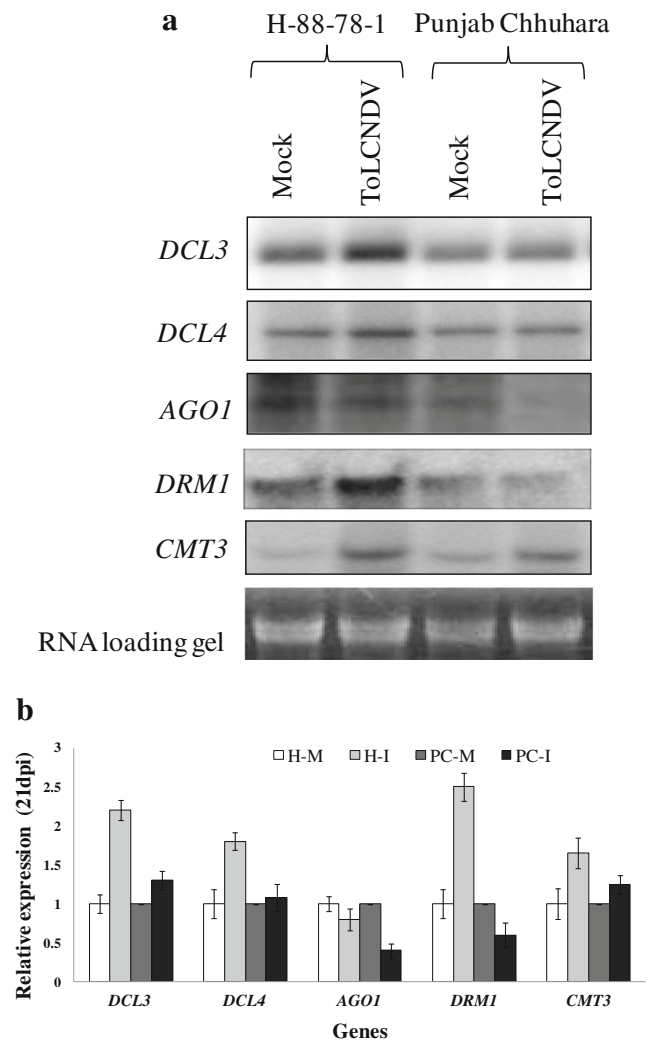 a
H-88-78-1 Punjab Chhuhara
Mock ToLCNDV Mock ToLCNDV
DCL3
DCL4
AGO1
DRM1
CMT3
RNA loading gel
b
Relative expression (21dpi)
3
2.5
2
1.5
1
0.5
0
H-M H-I PC-M PC-I
DCL3 DCL4 AGO1 DRM1 CMT3
Genes